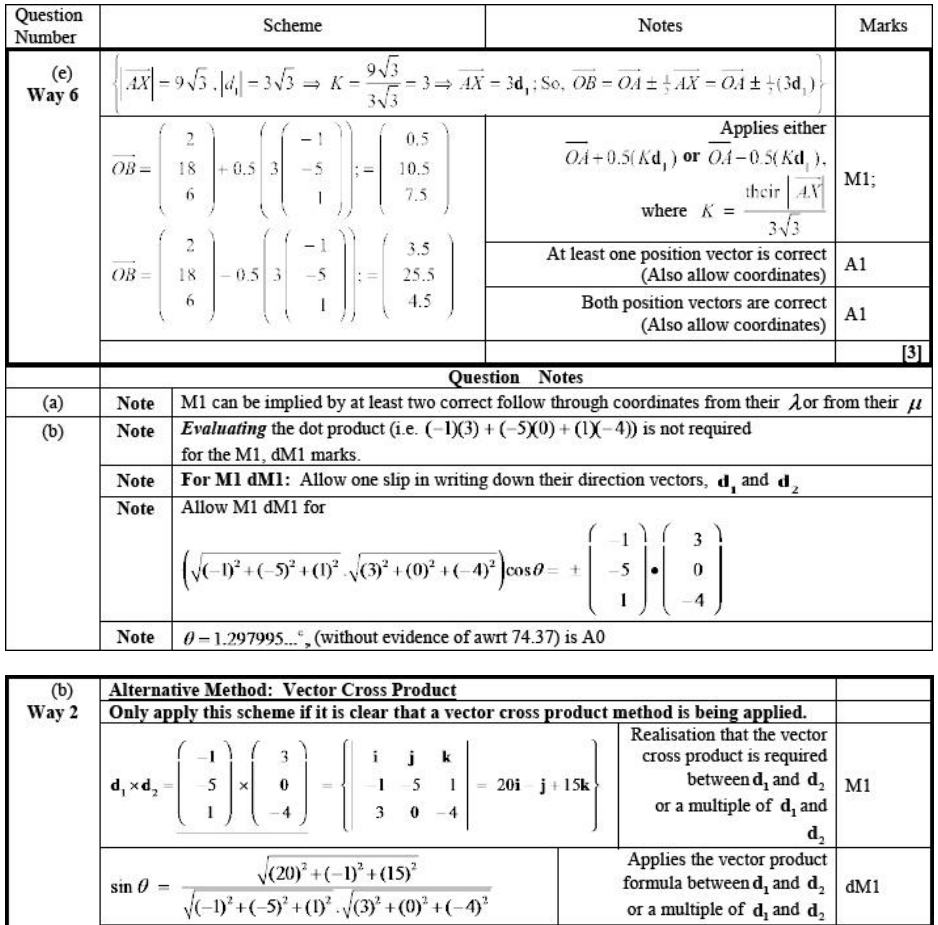 Question Number | Scheme | Notes | Marks
(e) Way 6 | { |AX⃗| = 9√3 . |d₁| = 3√3 ⇒ K = 9√3 / 3√3 = 3 ⇒ AX⃗ = 3d₁; So, OB⃗ = OA⃗ ± ½AX⃗ = OA⃗ ± ½(3d₁) }
OB⃗ = (2, 18, 6) + 0.5(3(−1, −5, 1)) ; = (0.5, 10.5, 7.5) | Applies either OA⃗ + 0.5(Kd₁) or OA⃗ − 0.5(Kd₁), where K = their |AX⃗| / 3√3 | M1;
OB⃗ = (2, 18, 6) − 0.5(3(−1, −5, 1)) ; = (3.5, 25.5, 4.5) | At least one position vector is correct (Also allow coordinates) | A1
Both position vectors are correct (Also allow coordinates) | A1
[3]
Question Notes
(a) | Note | M1 can be implied by at least two correct follow through coordinates from their λ or from their μ
(b) | Note | Evaluating the dot product (i.e. (−1)(3) + (−5)(0) + (1)(−4)) is not required
for the M1, dM1 marks.
Note | For M1 dM1: Allow one slip in writing down their direction vectors, d₁ and d₂
Note | Allow M1 dM1 for
(√((−1)² + (−5)² + (1)²) . √((3)² + (0)² + (−4)²)) cos θ = ± (−1, −5, 1) • (3, 0, −4)
Note | θ = 1.297995...ᶜ, (without evidence of awrt 74.37) is A0
(b) Way 2 | Alternative Method: Vector Cross Product
Only apply this scheme if it is clear that a vector cross product method is being applied.
d₁ × d₂ = (−1, −5, 1) × (3, 0, −4) = { | i j k | −1 −5 1 | 3 0 −4 | = 20i − j + 15k } | Realisation that the vector cross product is required between d₁ and d₂ or a multiple of d₁ and d₂ | M1
sin θ = √((20)² + (−1)² + (15)²) / √((−1)² + (−5)² + (1)²) . √((3)² + (0)² + (−4)²) | Applies the vector product formula between d₁ and d₂ or a multiple of d₁ and d₂ | dM1